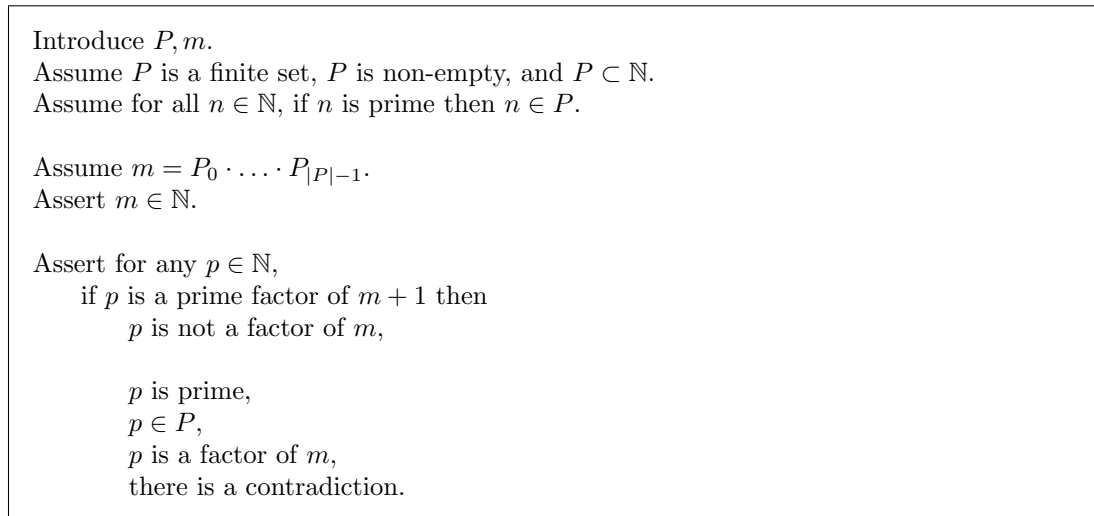 Introduce P, m.
Assume P is a finite set, P is non-empty, and P ⊂ ℕ.
Assume for all n ∈ ℕ, if n is prime then n ∈ P.
Assume m = P₀ · … · P_{|P|−1}.
Assert m ∈ ℕ.
Assert for any p ∈ ℕ,
if p is a prime factor of m + 1 then
p is not a factor of m,
p is prime,
p ∈ P,
p is a factor of m,
there is a contradiction.